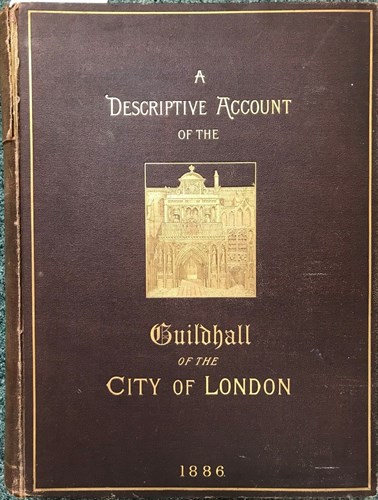 A
DESCRIPTIVE ACCOUNT
OF THE
Guildhall
OF THE
CITY OF LONDON
1886.